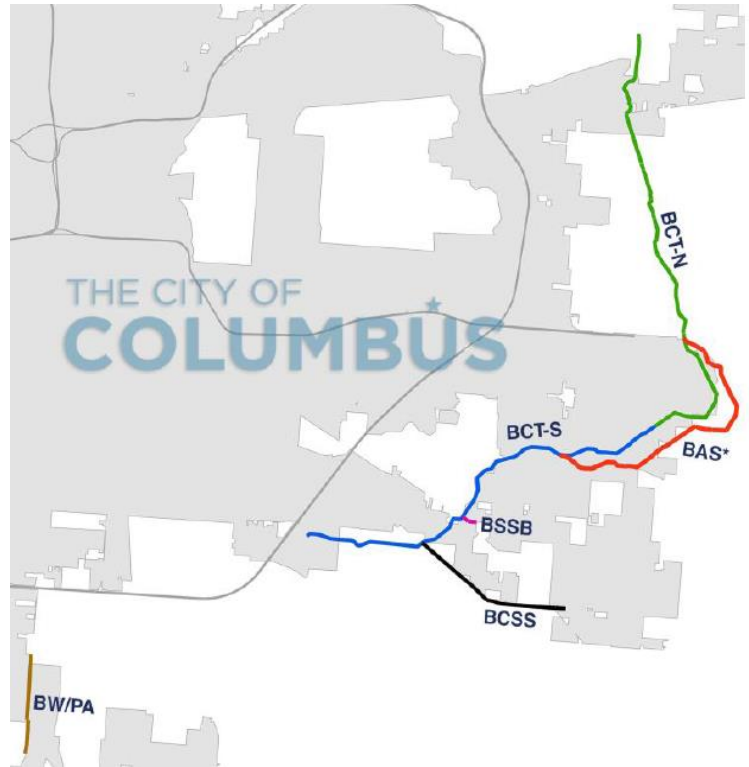 BCT-N
THE CITY OF
COLUMBUS
BCT-S
BAS*
BSSB
BCSS
BW/PA